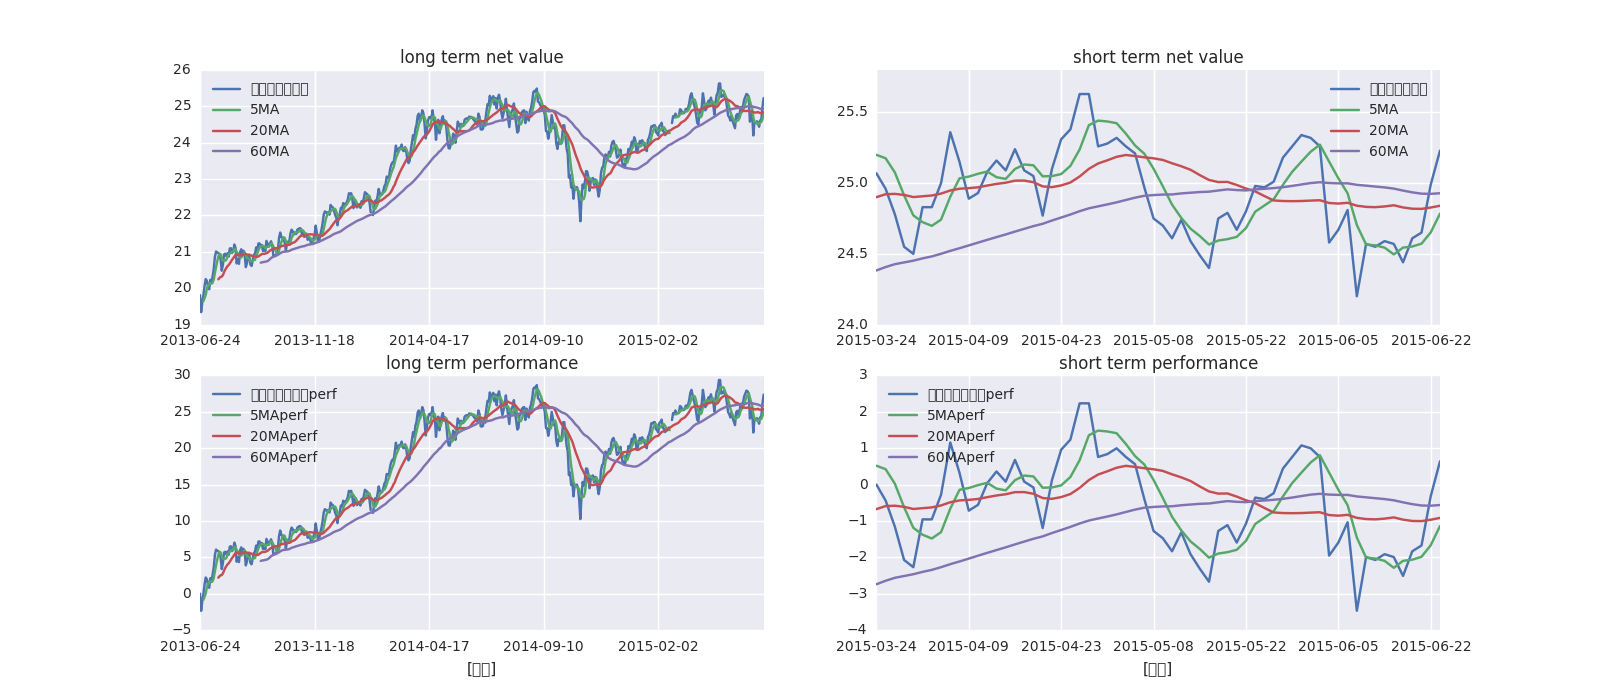 long term net value
26
25
24
23
22
21
20
19
5MA
20MA
60MA
2013-06-24 2013-11-18 2014-04-17 2014-09-10 2015-02-02
short term net value
25.5
25.0
24.5
24.0
5MA
20MA
60MA
2015-03-24 2015-04-09 2015-04-23 2015-05-08 2015-05-22 2015-06-05 2015-06-22
long term performance
30
25
20
15
10
5
0
−5
perf
5MAperf
20MAperf
60MAperf
2013-06-24 2013-11-18 2014-04-17 2014-09-10 2015-02-02
short term performance
3
2
1
0
−1
−2
−3
−4
perf
5MAperf
20MAperf
60MAperf
2015-03-24 2015-04-09 2015-04-23 2015-05-08 2015-05-22 2015-06-05 2015-06-22